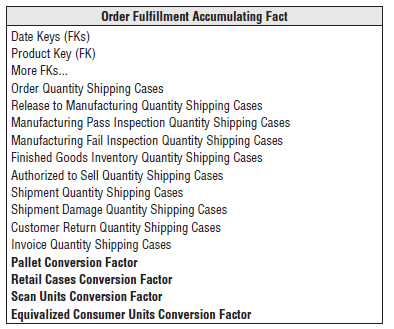 Order Fulfillment Accumulating Fact
Date Keys (FKs)
Product Key (FK)
More FKs...
Order Quantity Shipping Cases
Release to Manufacturing Quantity Shipping Cases
Manufacturing Pass Inspection Quantity Shipping Cases
Manufacturing Fail Inspection Quantity Shipping Cases
Finished Goods Inventory Quantity Shipping Cases
Authorized to Sell Quantity Shipping Cases
Shipment Quantity Shipping Cases
Shipment Damage Quantity Shipping Cases
Customer Return Quantity Shipping Cases
Invoice Quantity Shipping Cases
Pallet Conversion Factor
Retail Cases Conversion Factor
Scan Units Conversion Factor
Equivalized Consumer Units Conversion Factor